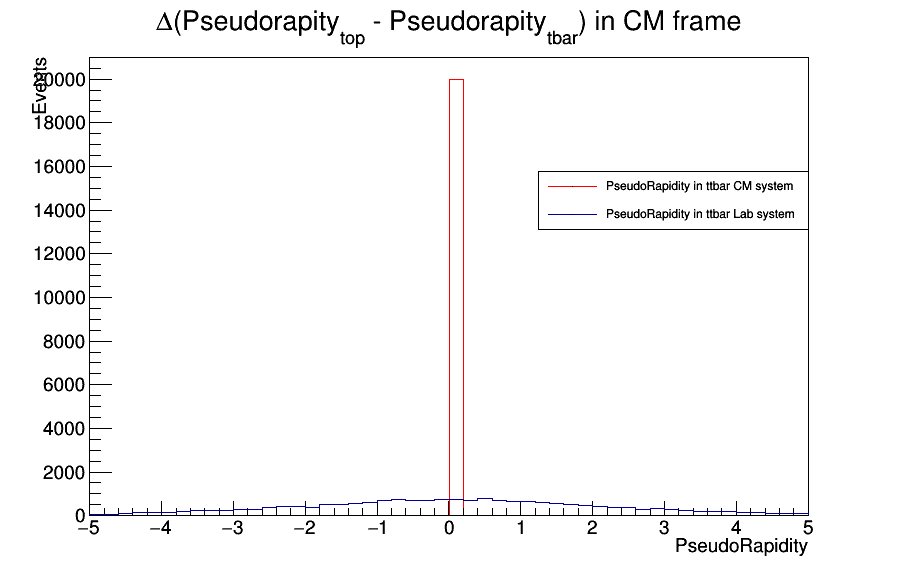 Δ(Pseudorapity_top - Pseudorapity_tbar) in CM frame
Events
20000
18000
16000
14000
12000
10000
8000
6000
4000
2000
0
PseudoRapidity in ttbar CM system
PseudoRapidity in ttbar Lab system
−5 −4 −3 −2 −1 0 1 2 3 4 5
PseudoRapidity